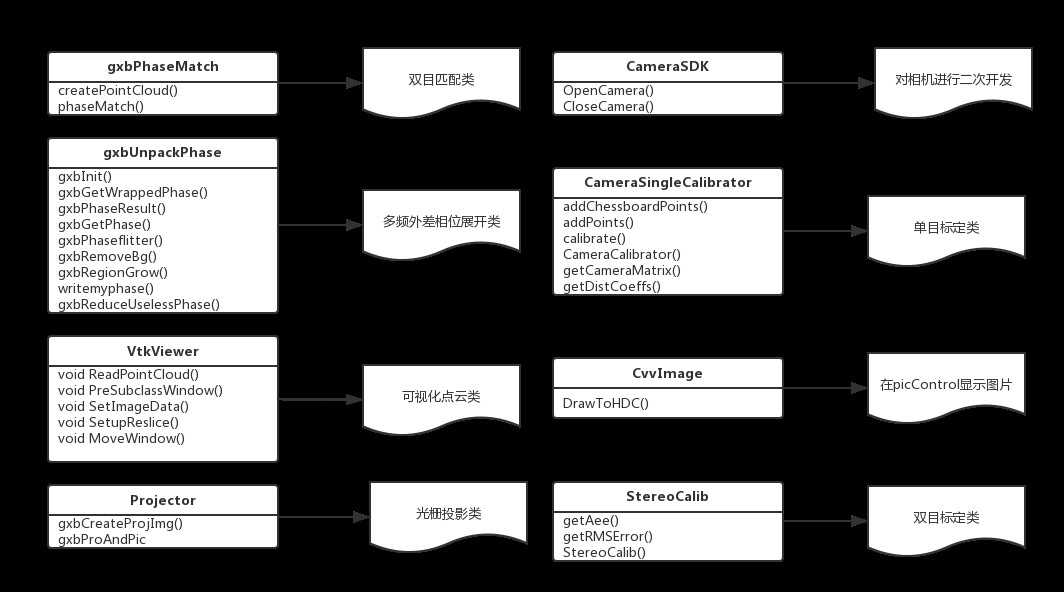 gxbPhaseMatch
createPointCloud()
phaseMatch()
双目匹配类
CameraSDK
OpenCamera()
CloseCamera()
对相机进行二次开发
gxbUnpackPhase
gxbInit()
gxbGetWrappedPhase()
gxbPhaseResult()
gxbGetPhase()
gxbPhaseflitter()
gxbRemoveBg()
gxbRegionGrow()
writemyphase()
gxbReduceUselessPhase()
多频外差相位展开类
CameraSingleCalibrator
addChessboardPoints()
addPoints()
calibrate()
CameraCalibrator()
getCameraMatrix()
getDistCoeffs()
单目标定类
VtkViewer
void ReadPointCloud()
void PreSubclassWindow()
void SetImageData()
void SetupReslice()
void MoveWindow()
可视化点云类
CvvImage
DrawToHDC()
在picControl显示图片
Projector
gxbCreateProjImg()
gxbProAndPic
光栅投影类
StereoCalib
getAee()
getRMSError()
StereoCalib()
双目标定类